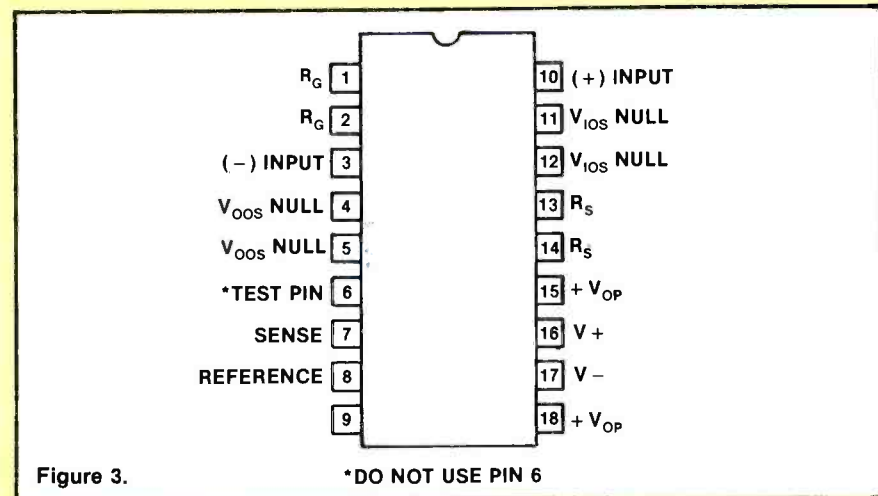 R_G 1
R_G 2
(−) INPUT 3
V_OOS NULL 4
V_OOS NULL 5
*TEST PIN 6
SENSE 7
REFERENCE 8
9
10 (+) INPUT
11 V_IOS NULL
12 V_IOS NULL
13 R_S
14 R_S
15 + V_OP
16 V +
17 V −
18 + V_OP
Figure 3. *DO NOT USE PIN 6